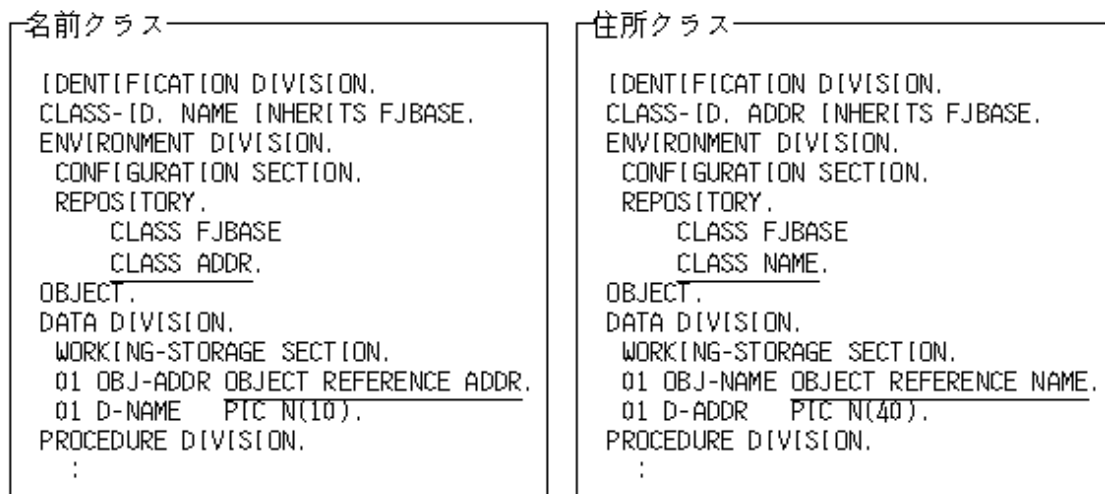 名前クラス
IDENTIFICATION DIVISION.
CLASS-ID. NAME INHERITS FJBASE.
ENVIRONMENT DIVISION.
CONFIGURATION SECTION.
REPOSITORY.
CLASS FJBASE
CLASS ADDR.
OBJECT.
DATA DIVISION.
WORKING-STORAGE SECTION.
01 OBJ-ADDR OBJECT REFERENCE ADDR.
01 D-NAME PIC N(10).
PROCEDURE DIVISION.
:
住所クラス
IDENTIFICATION DIVISION.
CLASS-ID. ADDR INHERITS FJBASE.
ENVIRONMENT DIVISION.
CONFIGURATION SECTION.
REPOSITORY.
CLASS FJBASE
CLASS NAME.
OBJECT.
DATA DIVISION.
WORKING-STORAGE SECTION.
01 OBJ-NAME OBJECT REFERENCE NAME.
01 D-ADDR PIC N(40).
PROCEDURE DIVISION.
: